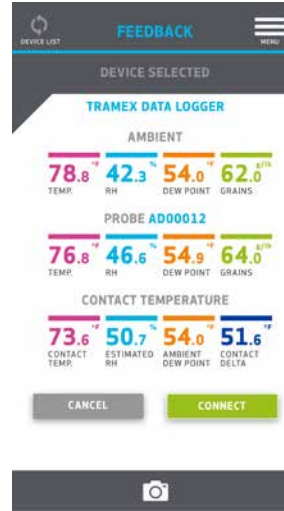 FEEDBACK
DEVICE LIST
MENU
DEVICE SELECTED
TRAMEX DATA LOGGER
AMBIENT
78.8 °F 42.3 % 54.0 °F 62.0 g/lb
TEMP. RH DEW POINT GRAINS
PROBE AD00012
76.8 °F 46.6 % 54.9 °F 64.0 g/lb
TEMP. RH DEW POINT GRAINS
CONTACT TEMPERATURE
73.6 °F 50.7 % 54.0 °F 51.6 °F
CONTACT ESTIMATED AMBIENT CONTACT
TEMP. RH DEW POINT DELTA
CANCEL CONNECT